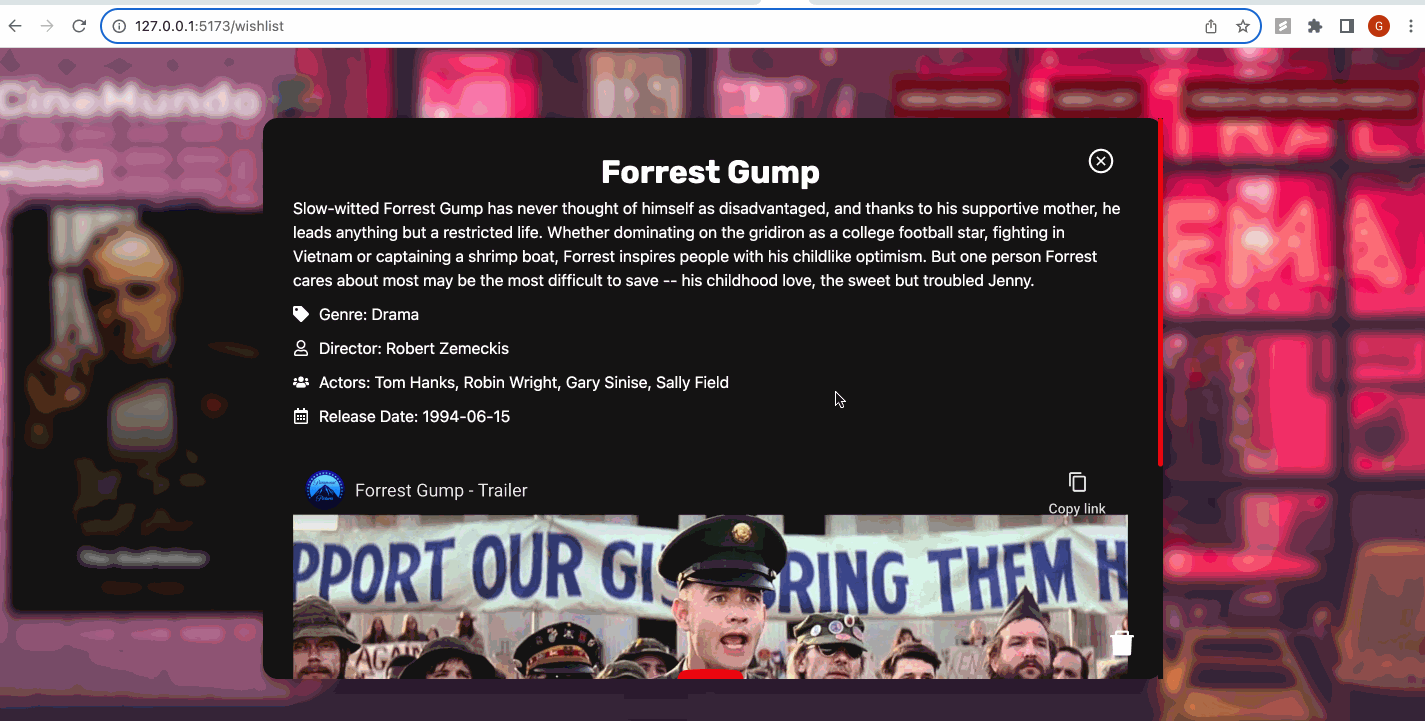 127.0.0.1:5173/wishlist
G
CineMundo
Forrest Gump
Slow-witted Forrest Gump has never thought of himself as disadvantaged, and thanks to his supportive mother, he
leads anything but a restricted life. Whether dominating on the gridiron as a college football star, fighting in
Vietnam or captaining a shrimp boat, Forrest inspires people with his childlike optimism. But one person Forrest
cares about most may be the most difficult to save -- his childhood love, the sweet but troubled Jenny.
Genre: Drama
Director: Robert Zemeckis
Actors: Tom Hanks, Robin Wright, Gary Sinise, Sally Field
Release Date: 1994-06-15
Forrest Gump - Trailer
Copy link
PPORT OUR GI'S RING THEM H
AGAIN